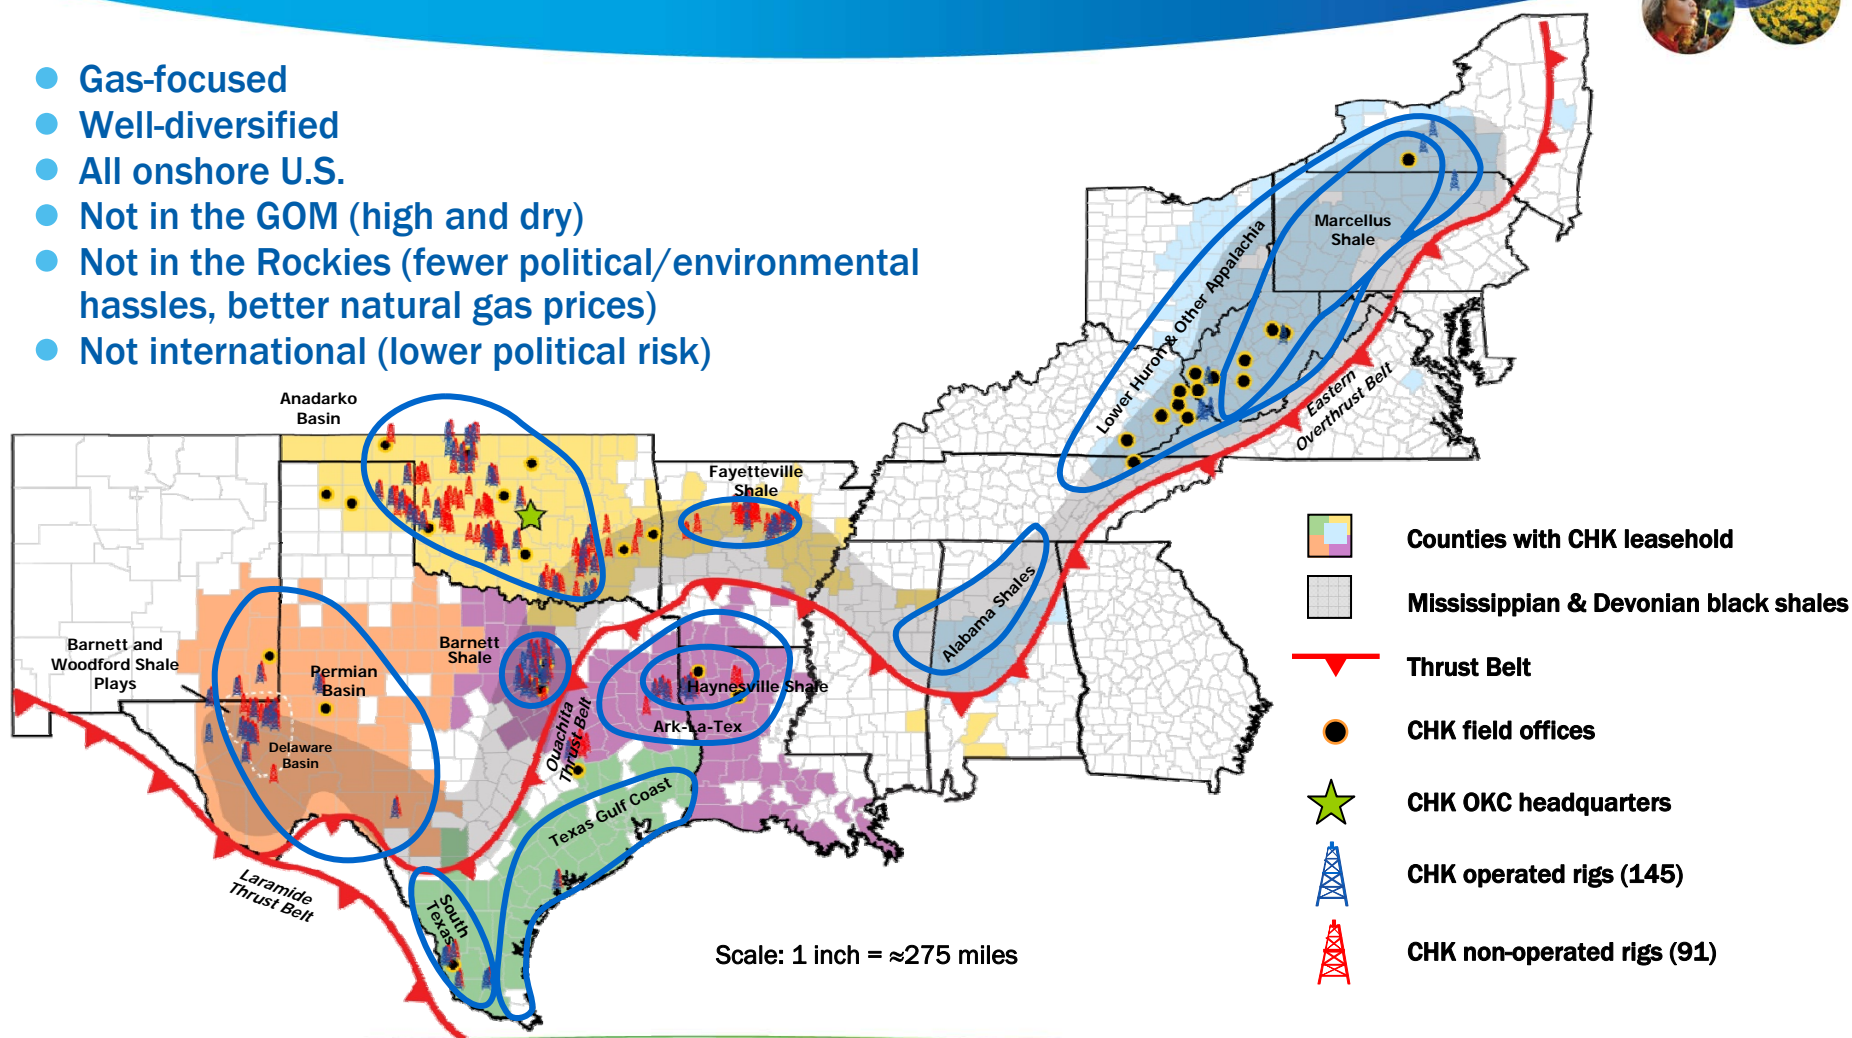 Gas-focused
Well-diversified
All onshore U.S.
Not in the GOM (high and dry)
Not in the Rockies (fewer political/environmental
hassles, better natural gas prices)
Not international (lower political risk)
Anadarko
Basin
Fayetteville
Shale
Marcellus
Shale
Lower Huron & Other Appalachia
Eastern
Overthrust Belt
Barnett and
Woodford Shale
Plays
Permian
Basin
Delaware
Basin
Barnett
Shale
Haynesville Shale
Ark-La-Tex
Ouachita
Thrust Belt
Alabama Shales
Texas Gulf Coast
South
Texas
Laramide
Thrust Belt
Scale: 1 inch = ≈275 miles
Counties with CHK leasehold
Mississippian & Devonian black shales
Thrust Belt
CHK field offices
CHK OKC headquarters
CHK operated rigs (145)
CHK non-operated rigs (91)